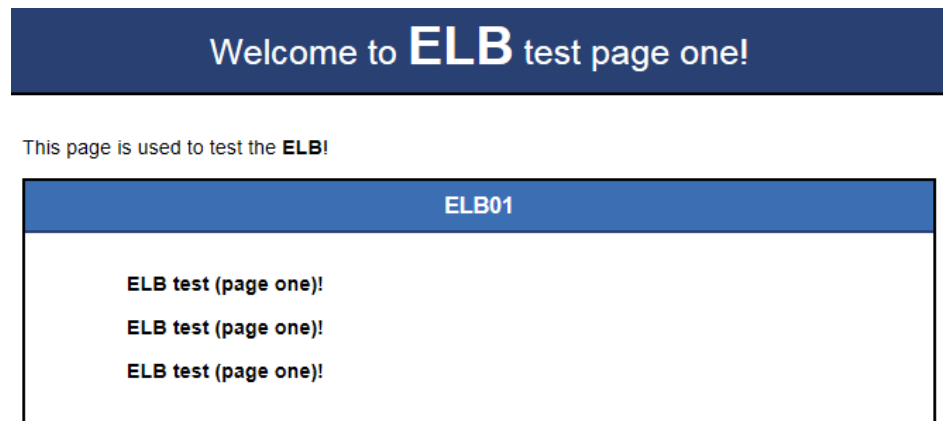 Welcome to ELB test page one!
This page is used to test the ELB!
ELB01
ELB test (page one)!
ELB test (page one)!
ELB test (page one)!